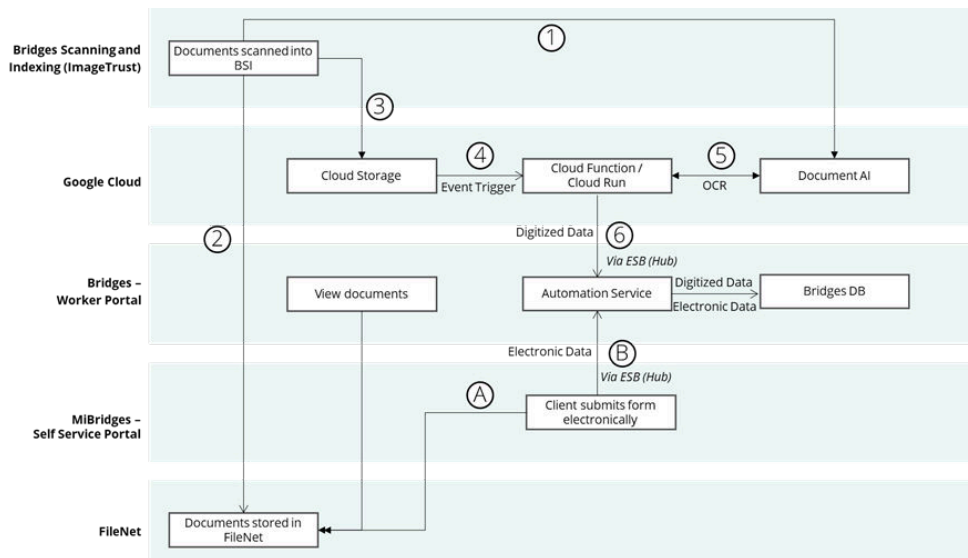 1
Bridges Scanning and
Indexing (ImageTrust)
Documents scanned into
BSI
3
Google Cloud
Cloud Storage
4
Event Trigger
Cloud Function /
Cloud Run
5
OCR
Document AI
2
Digitized Data
6
Via ESB (Hub)
Bridges –
Worker Portal
View documents
Automation Service
Digitized Data
Electronic Data
Bridges DB
Electronic Data
B
Via ESB (Hub)
MiBridges –
Self Service Portal
A
Client submits form
electronically
FileNet
Documents stored in
FileNet